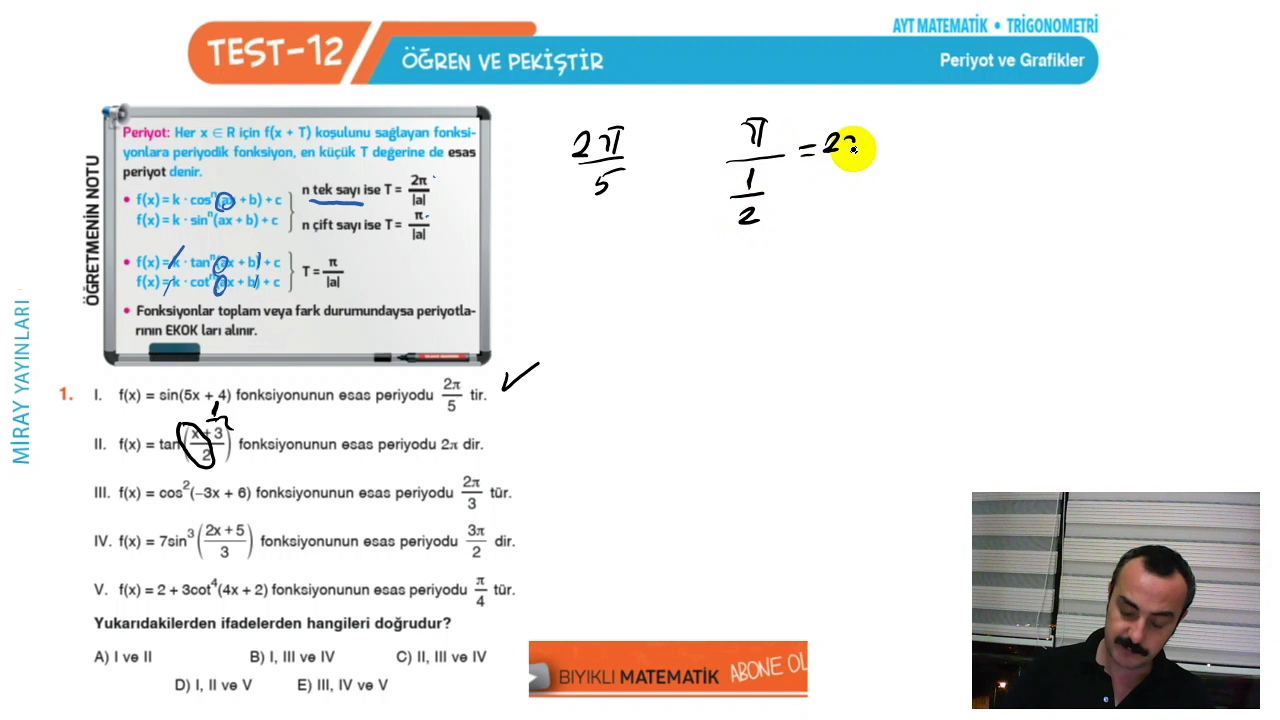 AYT MATEMATİK • TRİGONOMETRİ
TEST-12
ÖĞREN VE PEKİŞTİR
Periyot ve Grafikler
ÖĞRETMENİN NOTU
Periyot: Her x ∈ R için f(x + T) koşulunu sağlayan fonksi-
yonlara periyodik fonksiyon, en küçük T değerine de esas
periyot denir.
• f(x) = k · cosⁿ(ax + b) + c
f(x) = k · sinⁿ(ax + b) + c
n tek sayı ise T = 2π/|a|
n çift sayı ise T = π/|a|
• f(x) = k · tanⁿ(ax + b) + c
f(x) = k · cotⁿ(ax + b) + c
T = π/|a|
• Fonksiyonlar toplam veya fark durumundaysa periyotla-
rının EKOK ları alınır.
2π/5
π/(1/2) = 2
MİRAY YAYINLARI
1. I. f(x) = sin(5x + 4) fonksiyonunun esas periyodu 2π/5 tir. ✓
1/2
II. f(x) = tan((x + 3)/2) fonksiyonunun esas periyodu 2π dir.
III. f(x) = cos²(–3x + 6) fonksiyonunun esas periyodu 2π/3 tür.
IV. f(x) = 7sin³((2x + 5)/3) fonksiyonunun esas periyodu 3π/2 dir.
V. f(x) = 2 + 3cot⁴(4x + 2) fonksiyonunun esas periyodu π/4 tür.
Yukarıdakilerden ifadelerden hangileri doğrudur?
A) I ve II B) I, III ve IV C) II, III ve IV
D) I, II ve V E) III, IV ve V
BIYIKLI MATEMATİK ABONE OL